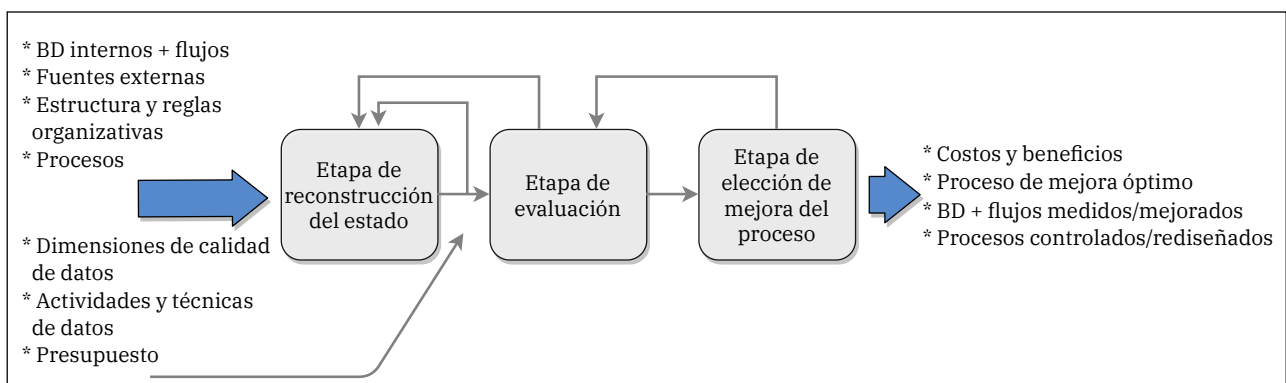 * BD internos + flujos
* Fuentes externas
* Estructura y reglas
organizativas
* Procesos
* Dimensiones de calidad
de datos
* Actividades y técnicas
de datos
* Presupuesto
Etapa de
reconstrucción
del estado
Etapa de
evaluación
Etapa de
elección de
mejora del
proceso
* Costos y beneficios
* Proceso de mejora óptimo
* BD + flujos medidos/mejorados
* Procesos controlados/rediseñados